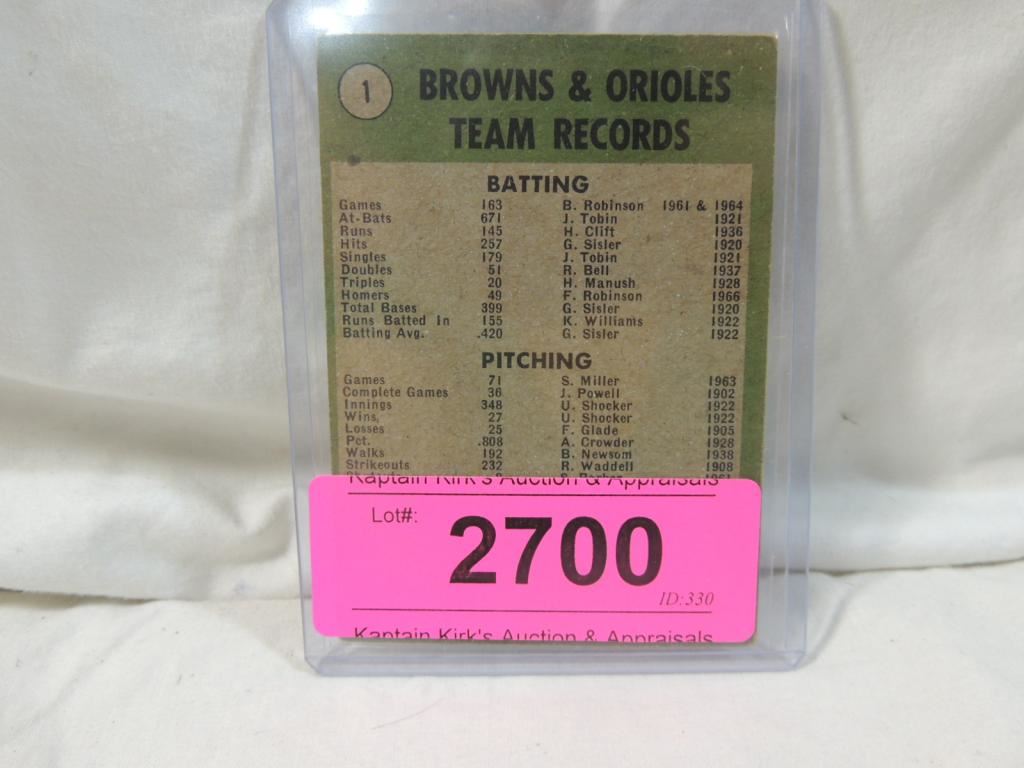 1
BROWNS & ORIOLES
TEAM RECORDS
BATTING
Games 163 B. Robinson 1961 & 1964
At-Bats 671 J. Tobin 1921
Runs 145 H. Clift 1936
Hits 257 G. Sisler 1920
Singles 179 J. Tobin 1921
Doubles 51 R. Bell 1937
Triples 20 H. Manush 1928
Homers 49 F. Robinson 1966
Total Bases 399 G. Sisler 1920
Runs Batted In 155 K. Williams 1922
Batting Avg. .420 G. Sisler 1922
PITCHING
Games 71 S. Miller 1963
Complete Games 36 J. Powell 1902
Innings 348 U. Shocker 1922
Wins, 27 U. Shocker 1922
Losses 25 F. Glade 1905
Pct. .808 A. Crowder 1928
Walks 192 B. Newsom 1938
Strikeouts 232 R. Waddell 1908
Kaptain Kirk's Auction & Appraisals
Lot#: 2700
ID:330
Kaptain Kirk's Auction & Appraisals